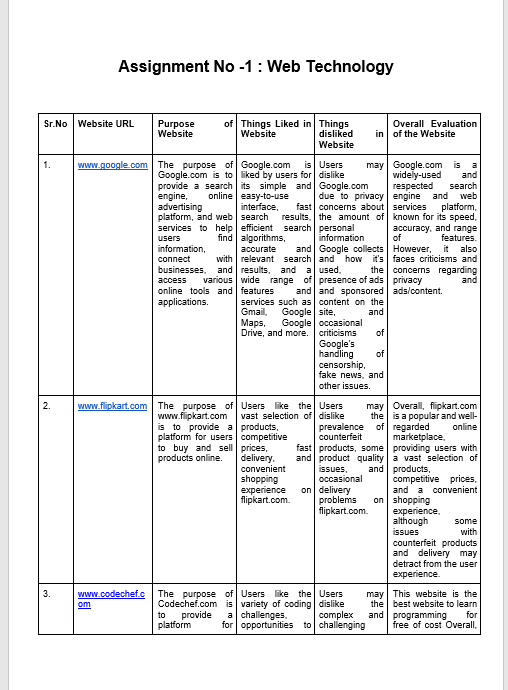 Assignment No -1 : Web Technology
Sr.No
Website URL
Purpose of
Website
Things Liked in
Website
Things
disliked in
Website
Overall Evaluation
of the Website
1.
www.google.com
The purpose of
Google.com is to
provide a search
engine, online
advertising
platform, and web
services to help
users find
information,
connect with
businesses, and
access various
online tools and
applications.
Google.com is
liked by users for
its simple and
easy-to-use
interface, fast
search results,
efficient search
algorithms,
accurate and
relevant search
results, and a
wide range of
features and
services such as
Gmail, Google
Maps, Google
Drive, and more.
Users may
dislike
Google.com
due to privacy
concerns about
the amount of
personal
information
Google collects
and how it's
used, the
presence of ads
and sponsored
content on the
site, and
occasional
criticisms of
Google's
handling of
censorship,
fake news, and
other issues.
Google.com is a
widely-used and
respected search
engine and web
services platform,
known for its speed,
accuracy, and range
of features.
However, it also
faces criticisms and
concerns regarding
privacy and
ads/content.
2.
www.flipkart.com
The purpose of
www.flipkart.com
is to provide a
platform for users
to buy and sell
products online.
Users like the
vast selection of
products,
competitive
prices, fast
delivery, and
convenient
shopping
experience on
flipkart.com.
Users may
dislike the
prevalence of
counterfeit
products, some
product quality
issues, and
occasional
delivery
problems on
flipkart.com.
Overall, flipkart.com
is a popular and well-
regarded online
marketplace,
providing users with
a vast selection of
products,
competitive prices,
and a convenient
shopping
experience,
although some
issues with
counterfeit products
and delivery may
detract from the user
experience.
3.
www.codechef.c
om
The purpose of
Codechef.com is
to provide a
platform for
Users like the
variety of coding
challenges,
opportunities to
Users may
dislike the
complex and
challenging
This website is the
best website to learn
programming for
free of cost Overall,